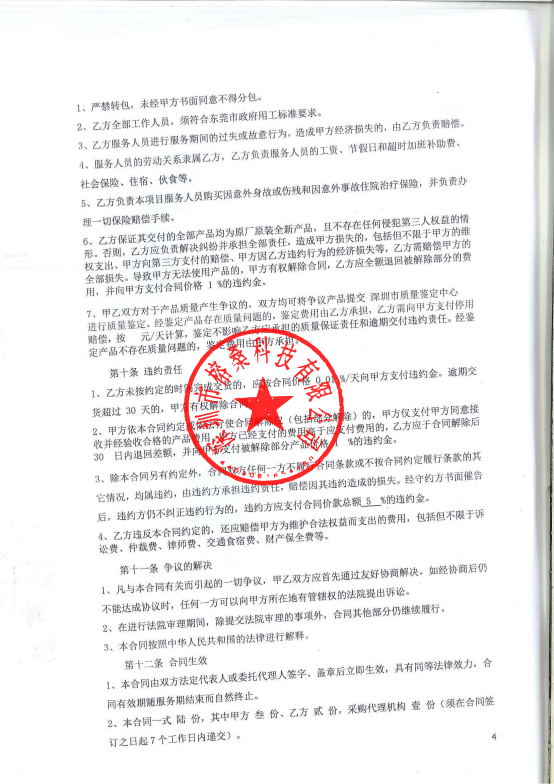 1、严禁转包，未经甲方书面同意不得分包。
2、乙方全部工作人员，须符合东莞市政府用工标准要求。
3、乙方服务人员进行服务期间的过失或故意行为，造成甲方经济损失的，由乙方负责赔偿。
4、服务人员的劳动关系隶属乙方，乙方负责服务人员的工资、节假日和超时加班补助费、
社会保险、住宿、伙食等。
5、乙方负责本项目服务人员购买因意外身故或伤残和因意外事故住院治疗保险，并负责办
理一切保险赔偿手续。
6、乙方保证其交付的全部产品均为原厂原装全新产品，且不存在任何侵犯第三人权益的情
形。否则，乙方应负责解决纠纷并承担全部责任，造成甲方损失的，包括但不限于甲方的维
权支出、甲方向第三方支付的赔偿、甲方因乙方违约行为的经济损失等，乙方需赔偿甲方的
全部损失。导致甲方无法使用产品的，甲方有权解除合同，乙方应全额退回被解除部分的费
用，并向甲方支付合同价格 1 %的违约金。
7、甲乙双方对于产品质量产生争议的，双方均可将争议产品提交 深圳市质量鉴定中心
进行质量鉴定。经鉴定产品存在质量问题的，鉴定费用由乙方承担，乙方需向甲方支付停用
赔偿，按 元/天计算，鉴定不影响乙方应承担的质量保证责任和逾期交付违约责任。经鉴
定产品不存在质量问题的，鉴定费用由甲方承担。
第十条 违约责任
1、乙方未按约定的时间完成交货的，应按合同价格 0.01 %/天向甲方支付违约金。逾期交
货超过 30 天的，甲方有权解除合同
2、甲方依本合同约定或 使合同解除权（包括部分解除）的，甲方仅支付甲方同意接
收并经验收合格的产品费用，甲方已经支付的费用高于应支付费用的，乙方应于合同解除后
30 日内退回差额，并向甲方支付被解除部分产品价格 1 %的违约金。
3、除本合同另有约定外，合同双方任何一方不履行合同条款或不按合同约定履行条款的其
它情况，均属违约，由违约方承担违约责任，赔偿因其违约造成的损失。经守约方书面催告
后，违约方仍不纠正违约行为的，违约方应支付合同价款总额 5 %的违约金。
4、乙方违反本合同约定的，还应赔偿甲方为维护合法权益而支出的费用，包括但不限于诉
讼费、仲裁费、律师费、交通食宿费、财产保全费等。
第十一条 争议的解决
1、凡与本合同有关而引起的一切争议，甲乙双方应首先通过友好协商解决，如经协商后仍
不能达成协议时，任何一方可以向甲方所在地有管辖权的法院提出诉讼。
2、在进行法院审理期间，除提交法院审理的事项外，合同其他部分仍继续履行。
3、本合同按照中华人民共和国的法律进行解释。
第十二条 合同生效
1、本合同由双方法定代表人或委托代理人签字、盖章后立即生效，具有同等法律效力，合
同有效期随服务期结束而自然终止。
2、本合同一式 陆 份，其中甲方 叁 份、乙方 贰 份，采购代理机构 壹 份（须在合同签
订之日起 7 个工作日内递交）。
4
市格桑科技有限公司